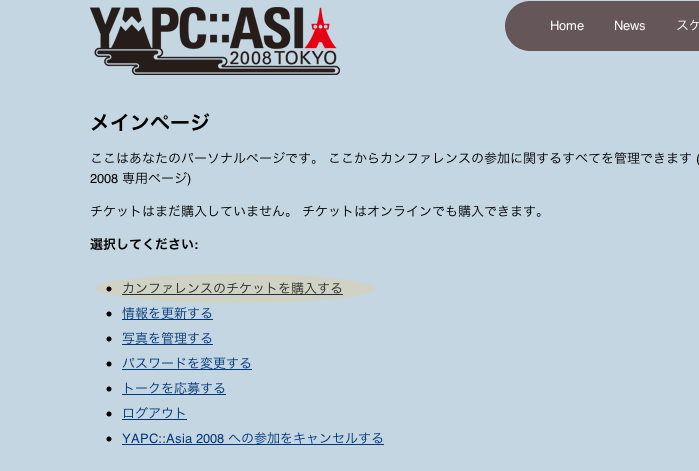 YAPC::ASIA
2008 TOKYO
Home News スケ
メインページ
ここはあなたのパーソナルページです。 ここからカンファレンスの参加に関するすべてを管理できます (
2008 専用ページ)
チケットはまだ購入していません。 チケットはオンラインでも購入できます。
選択してください:
カンファレンスのチケットを購入する
情報を更新する
写真を管理する
パスワードを変更する
トークを応募する
ログアウト
YAPC::Asia 2008 への参加をキャンセルする